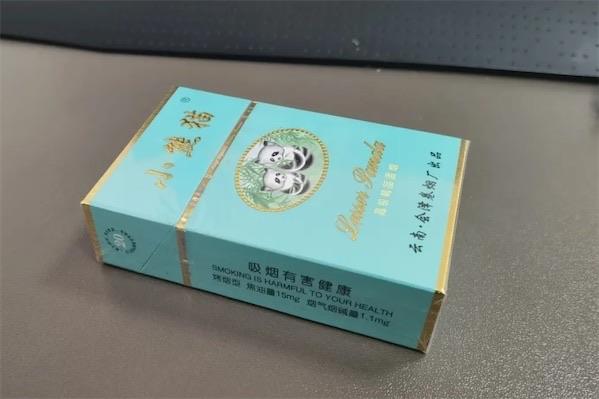 小熊猫®
Lesser Panda
云南·会泽卷烟厂出品
20
吸烟有害健康
SMOKING IS HARMFUL TO YOUR HEALTH
烤烟型 焦油量15mg 烟气烟碱量1.1mg